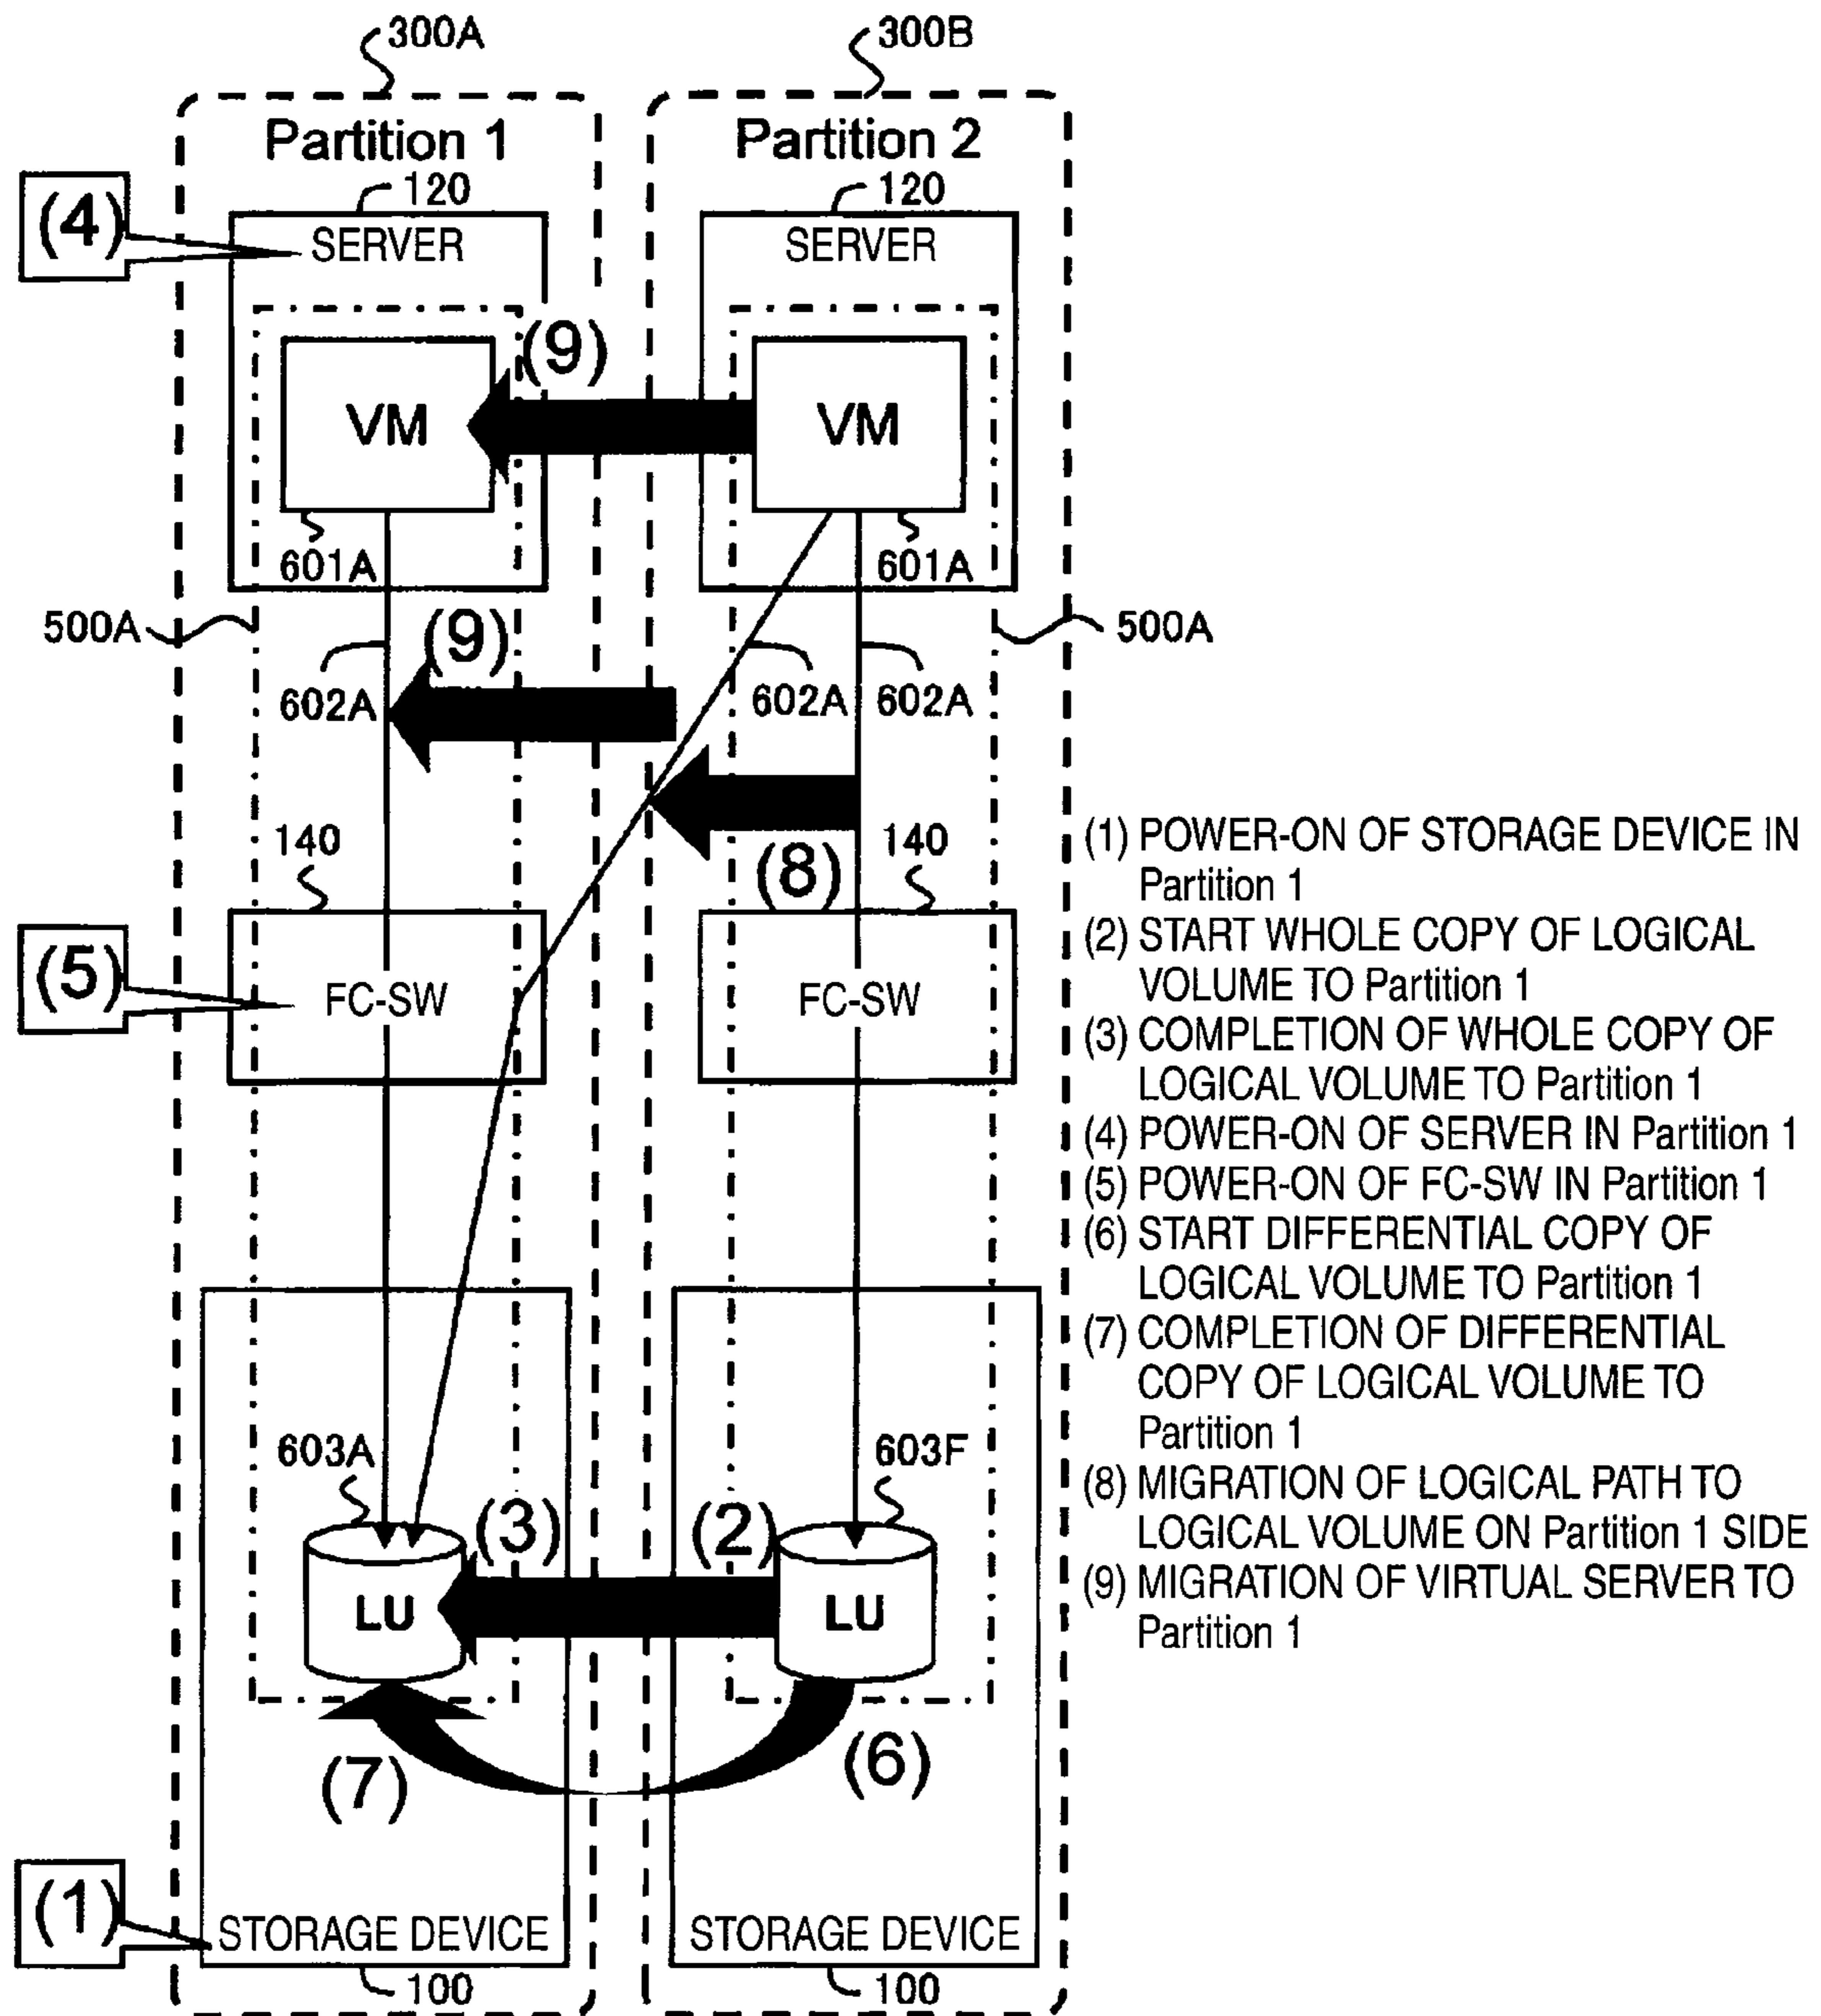 300A
300B
Partition 1
Partition 2
120
120
(4)
SERVER
SERVER
(9)
VM
VM
601A
601A
500A
(9)
500A
602A
602A
602A
140
(8)
140
(5)
FC-SW
FC-SW
603A
603F
(3)
(2)
LU
LU
(7)
(6)
(1)
STORAGE DEVICE
STORAGE DEVICE
100
100
(1) POWER-ON OF STORAGE DEVICE IN
Partition 1
(2) START WHOLE COPY OF LOGICAL
VOLUME TO Partition 1
(3) COMPLETION OF WHOLE COPY OF
LOGICAL VOLUME TO Partition 1
(4) POWER-ON OF SERVER IN Partition 1
(5) POWER-ON OF FC-SW IN Partition 1
(6) START DIFFERENTIAL COPY OF
LOGICAL VOLUME TO Partition 1
(7) COMPLETION OF DIFFERENTIAL
COPY OF LOGICAL VOLUME TO
Partition 1
(8) MIGRATION OF LOGICAL PATH TO
LOGICAL VOLUME ON Partition 1 SIDE
(9) MIGRATION OF VIRTUAL SERVER TO
Partition 1